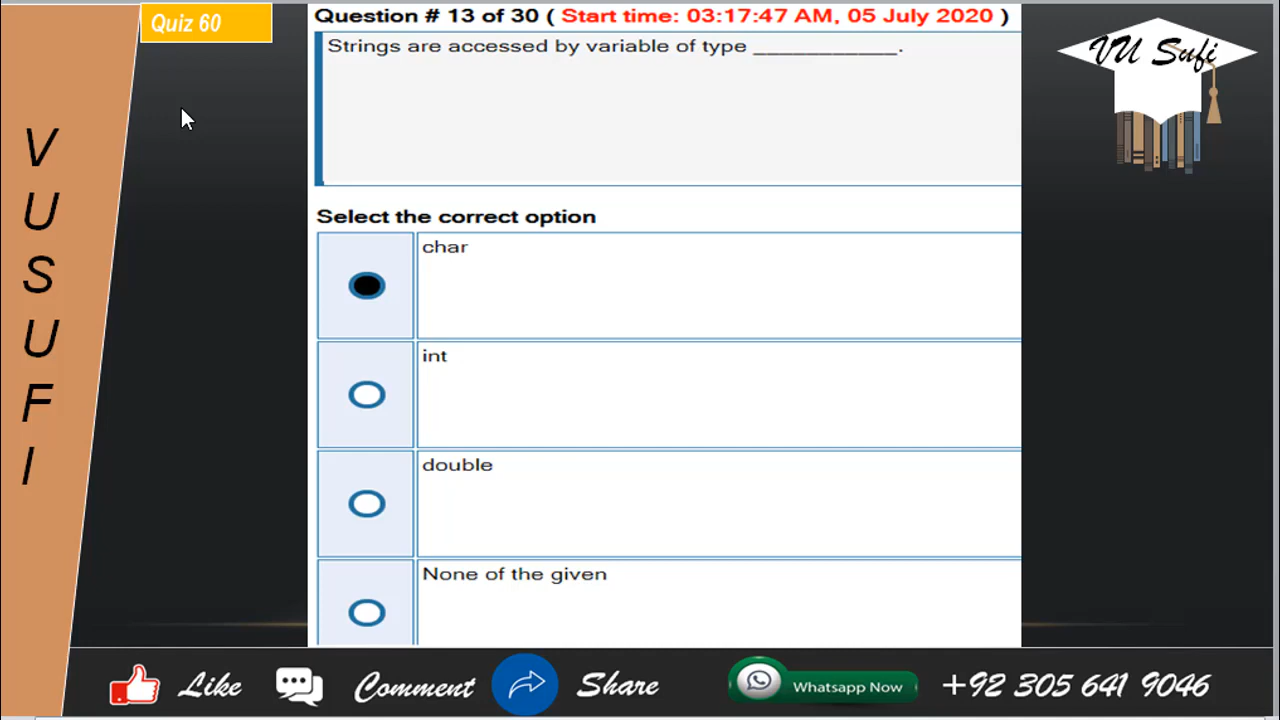 Quiz 60
Question # 13 of 30 ( Start time: 03:17:47 AM, 05 July 2020 )
VU Sufi
Strings are accessed by variable of type ____________.
V
U
S
U
F
I
Select the correct option
char
int
double
None of the given
Like
Comment
Share
Whatsapp Now
+92 305 641 9046